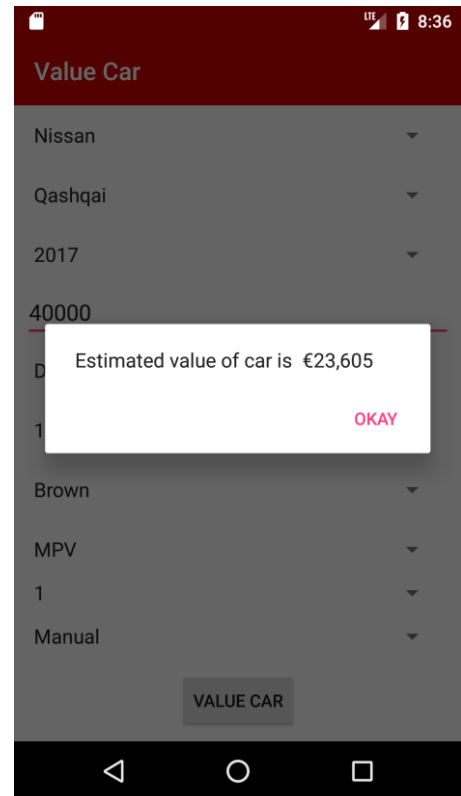 LTE 8:36
Value Car
Nissan
Qashqai
2017
40000
Estimated value of car is €23,605
OKAY
Brown
MPV
1
Manual
VALUE CAR